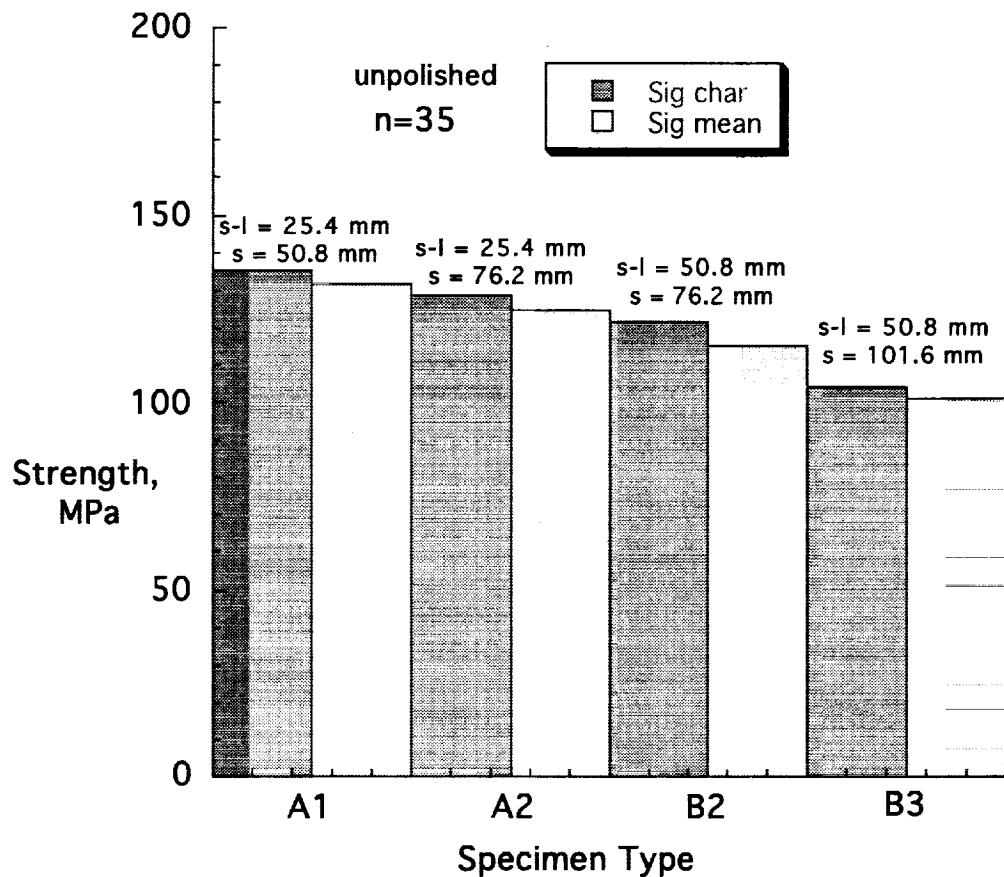 200
unpolished
n=35
Sig char
Sig mean
150
s-l = 25.4 mm
s = 50.8 mm
s-l = 25.4 mm
s = 76.2 mm
s-l = 50.8 mm
s = 76.2 mm
s-l = 50.8 mm
s = 101.6 mm
100
Strength,
MPa
50
0
A1 A2 B2 B3
Specimen Type